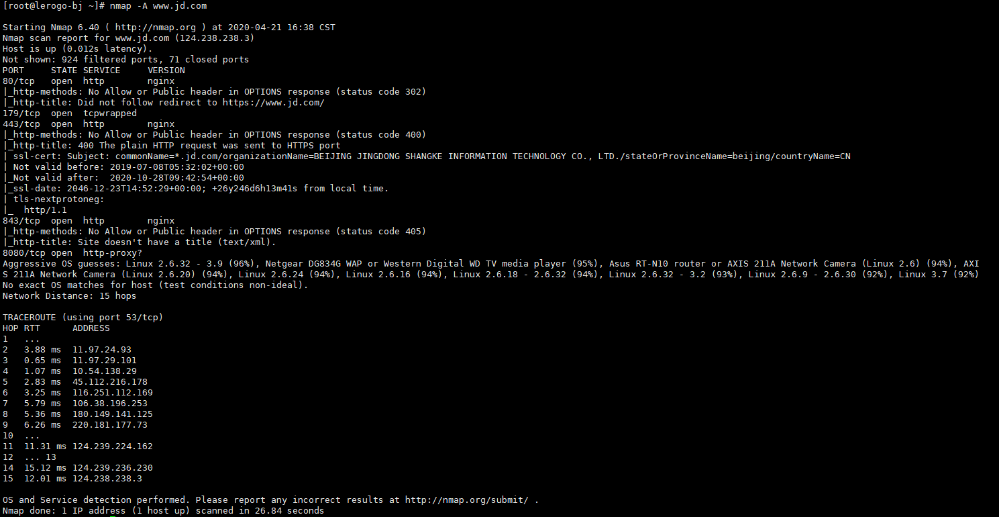 [root@lerogo-bj ~]# nmap -A www.jd.com
Starting Nmap 6.40 ( http://nmap.org ) at 2020-04-21 16:38 CST
Nmap scan report for www.jd.com (124.238.238.3)
Host is up (0.012s latency).
Not shown: 924 filtered ports, 71 closed ports
PORT     STATE SERVICE     VERSION
80/tcp   open  http        nginx
|_http-methods: No Allow or Public header in OPTIONS response (status code 302)
|_http-title: Did not follow redirect to https://www.jd.com/
179/tcp  open  tcpwrapped
443/tcp  open  http        nginx
|_http-methods: No Allow or Public header in OPTIONS response (status code 400)
|_http-title: 400 The plain HTTP request was sent to HTTPS port
| ssl-cert: Subject: commonName=*.jd.com/organizationName=BEIJING JINGDONG SHANGKE INFORMATION TECHNOLOGY CO., LTD./stateOrProvinceName=beijing/countryName=CN
| Not valid before: 2019-07-08T05:32:02+00:00
|_Not valid after:  2020-10-28T09:42:54+00:00
|_ssl-date: 2046-12-23T14:52:29+00:00; +26y246d6h13m41s from local time.
| tls-nextprotoneg:
|_  http/1.1
843/tcp  open  http        nginx
|_http-methods: No Allow or Public header in OPTIONS response (status code 405)
|_http-title: Site doesn't have a title (text/xml).
8080/tcp open  http-proxy?
Aggressive OS guesses: Linux 2.6.32 - 3.9 (96%), Netgear DG834G WAP or Western Digital WD TV media player (95%), Asus RT-N10 router or AXIS 211A Network Camera (Linux 2.6) (94%), AXI
S 211A Network Camera (Linux 2.6.20) (94%), Linux 2.6.24 (94%), Linux 2.6.16 (94%), Linux 2.6.18 - 2.6.32 (94%), Linux 2.6.32 - 3.2 (93%), Linux 2.6.9 - 2.6.30 (92%), Linux 3.7 (92%)
No exact OS matches for host (test conditions non-ideal).
Network Distance: 15 hops
TRACEROUTE (using port 53/tcp)
HOP RTT      ADDRESS
1   ...
2   3.88 ms  11.97.24.93
3   0.65 ms  11.97.29.101
4   1.07 ms  10.54.138.29
5   2.83 ms  45.112.216.178
6   3.25 ms  116.251.112.169
7   5.79 ms  106.38.196.253
8   5.36 ms  180.149.141.125
9   6.26 ms  220.181.177.73
10  ...
11  11.31 ms 124.239.224.162
12  ... 13
14  15.12 ms 124.239.236.230
15  12.01 ms 124.238.238.3
OS and Service detection performed. Please report any incorrect results at http://nmap.org/submit/ .
Nmap done: 1 IP address (1 host up) scanned in 26.84 seconds